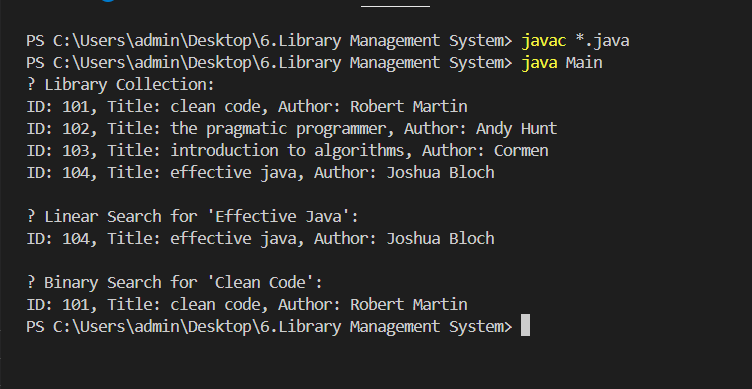 PS C:\Users\admin\Desktop\6.Library Management System> javac *.java
PS C:\Users\admin\Desktop\6.Library Management System> java Main
? Library Collection:
ID: 101, Title: clean code, Author: Robert Martin
ID: 102, Title: the pragmatic programmer, Author: Andy Hunt
ID: 103, Title: introduction to algorithms, Author: Cormen
ID: 104, Title: effective java, Author: Joshua Bloch
? Linear Search for 'Effective Java':
ID: 104, Title: effective java, Author: Joshua Bloch
? Binary Search for 'Clean Code':
ID: 101, Title: clean code, Author: Robert Martin
PS C:\Users\admin\Desktop\6.Library Management System>